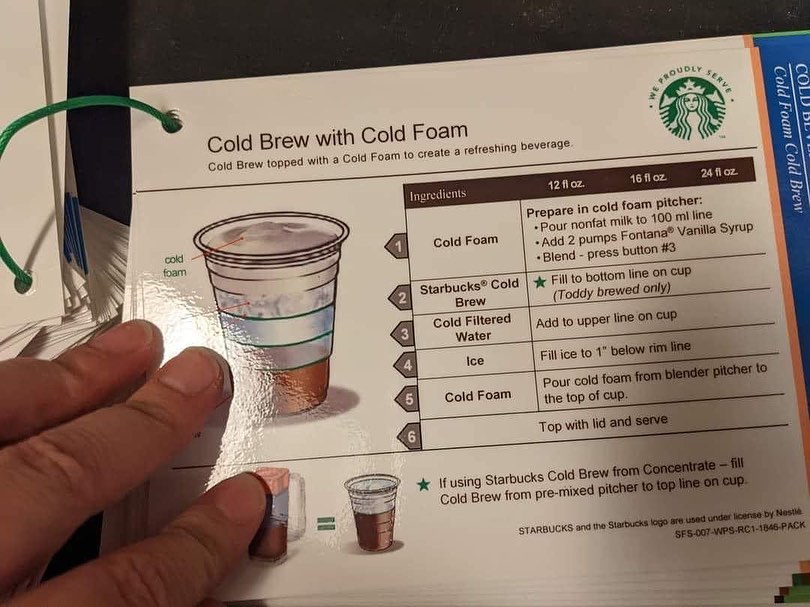 WE PROUDLY SERVE
Cold Brew with Cold Foam
Cold Brew topped with a Cold Foam to create a refreshing beverage.
Ingredients 12 fl oz. 16 fl oz. 24 fl oz.
cold
foam
1 Cold Foam
Prepare in cold foam pitcher:
• Pour nonfat milk to 100 ml line
• Add 2 pumps Fontana® Vanilla Syrup
• Blend - press button #3
2 Starbucks® Cold
Brew
★ Fill to bottom line on cup
(Toddy brewed only)
3 Cold Filtered
Water
Add to upper line on cup
4 Ice Fill ice to 1" below rim line
5 Cold Foam
Pour cold foam from blender pitcher to
the top of cup.
6 Top with lid and serve
=
★ If using Starbucks Cold Brew from Concentrate – fill
Cold Brew from pre-mixed pitcher to top line on cup.
STARBUCKS and the Starbucks logo are used under license by Nestlé.
SFS-007-WPS-RC1-1846-PACK
Cold Foam Cold Brew